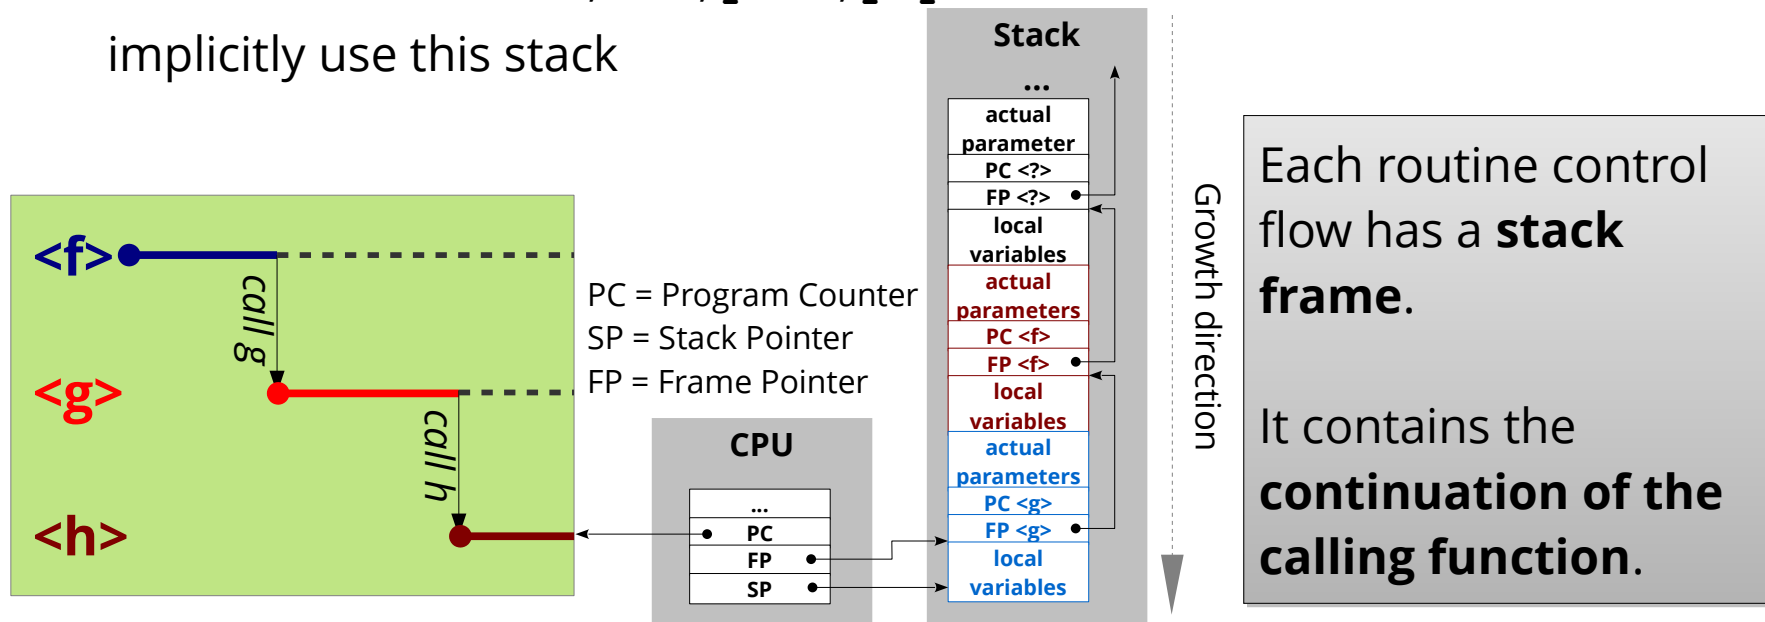 implicitly use this stack
<f>
call g
<g>
call h
<h>
PC = Program Counter
SP = Stack Pointer
FP = Frame Pointer
CPU
...
PC
FP
SP
Stack
...
actual
parameter
PC <?>
FP <?>
local
variables
actual
parameters
PC <f>
FP <f>
local
variables
actual
parameters
PC <g>
FP <g>
local
variables
Growth direction
Each routine control
flow has a stack
frame.
It contains the
continuation of the
calling function.